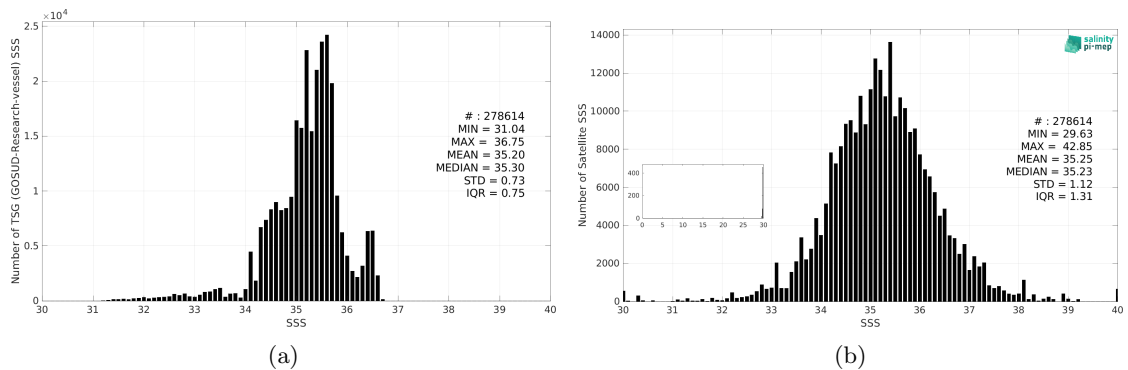 2.5 ×10⁴
2
1.5
1
0.5
0
Number of TSG (GOSUD-Research-vessel) SSS
# : 278614
MIN = 31.04
MAX = 36.75
MEAN = 35.20
MEDIAN = 35.30
STD = 0.73
IQR = 0.75
30 31 32 33 34 35 36 37 38 39 40
SSS
(a)
14000
12000
10000
8000
6000
4000
2000
0
Number of Satellite SSS
salinity
pi-mep
# : 278614
MIN = 29.63
MAX = 42.85
MEAN = 35.25
MEDIAN = 35.23
STD = 1.12
IQR = 1.31
400
200
0
0 5 10 15 20 25 30
30 31 32 33 34 35 36 37 38 39 40
SSS
(b)